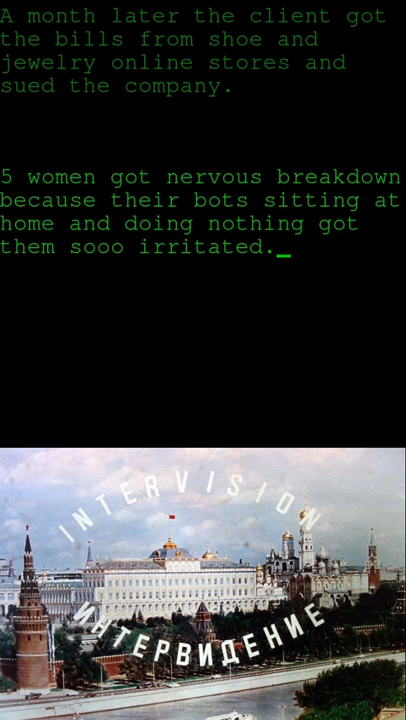 A month later the client got
the bills from shoe and
jewelry online stores and
sued the company.
5 women got nervous breakdown
because their bots sitting at
home and doing nothing got
them sooo irritated._
INTERVISION
ИНТЕРВИДЕНИЕ